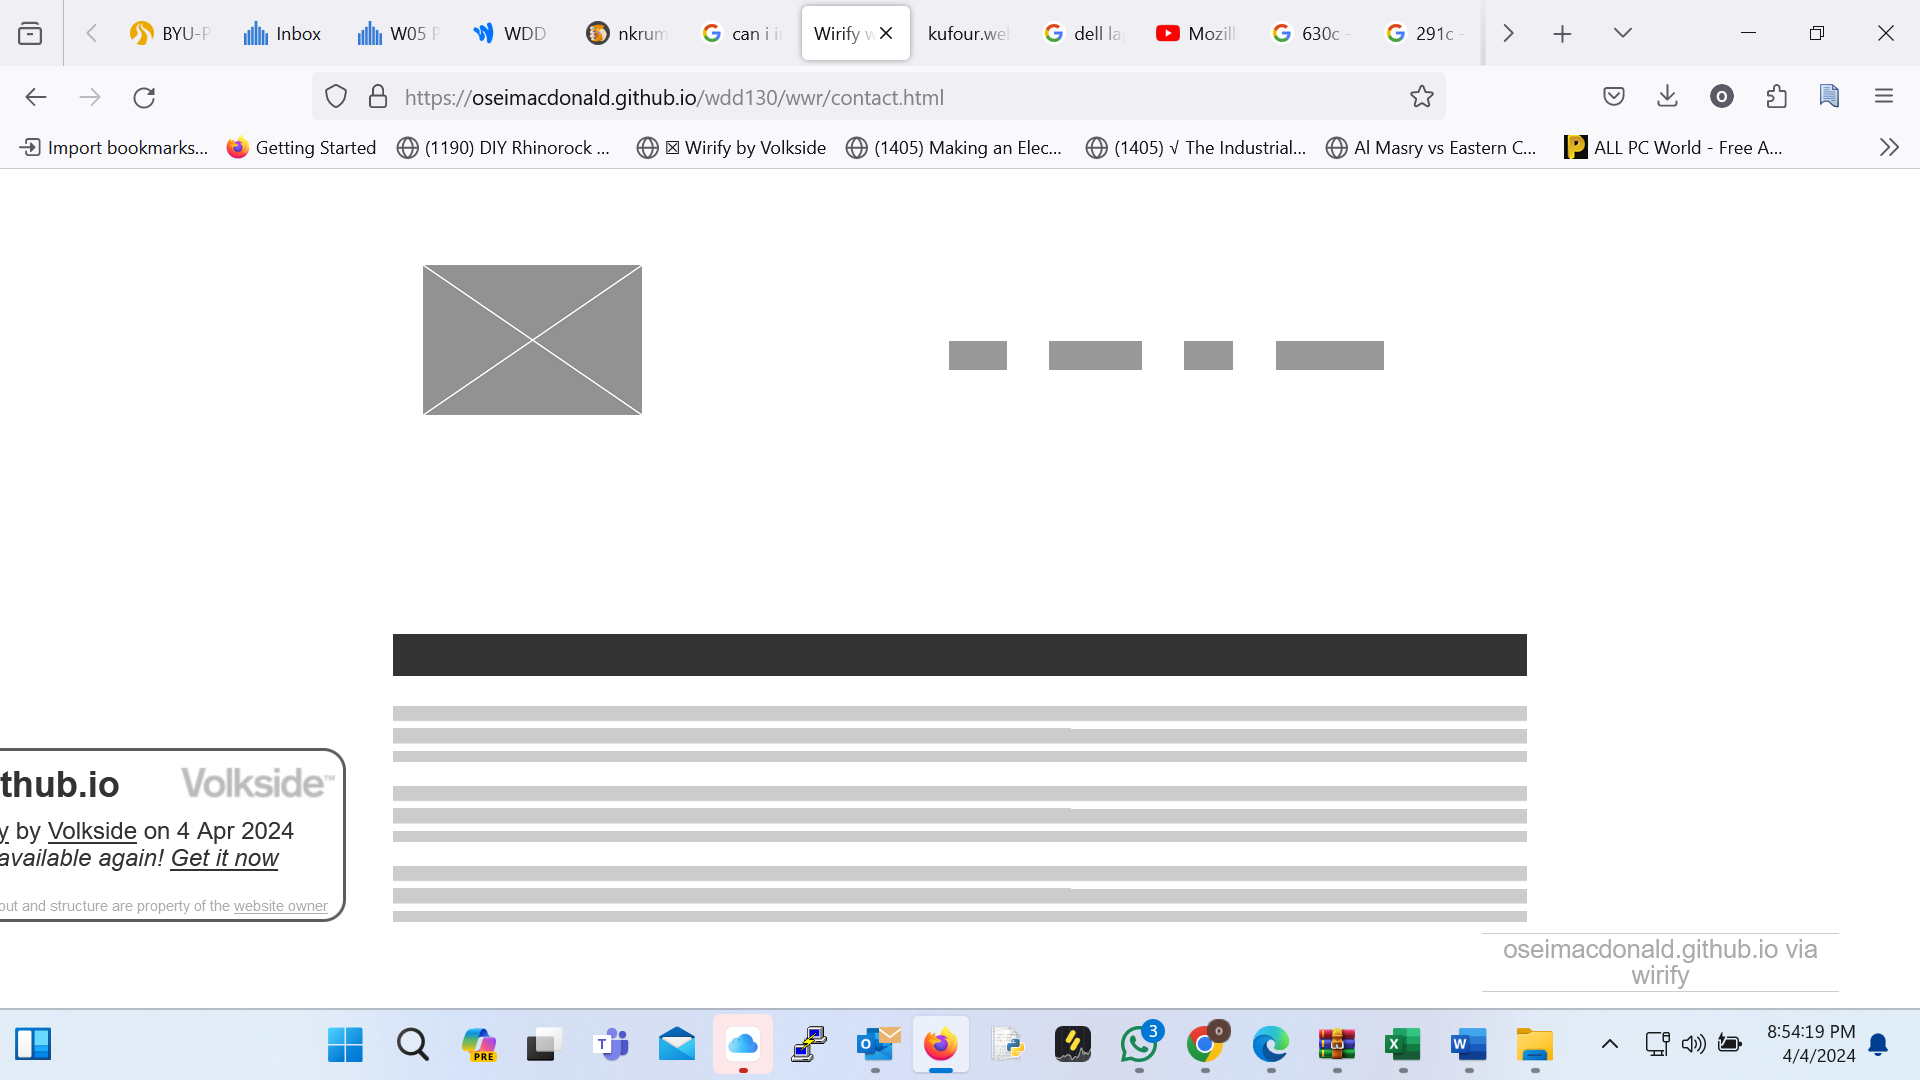 BYU-P
Inbox
W05 P
WDD
nkrum
can i i
Wirify w
kufour.we
dell la
Mozill
630c -
291c -
https://oseimacdonald.github.io/wdd130/wwr/contact.html
O
Import bookmarks...
Getting Started
(1190) DIY Rhinorock ...
☒ Wirify by Volkside
(1405) Making an Elec...
(1405) √ The Industrial...
Al Masry vs Eastern C...
ALL PC World - Free A...
thub.io
Volkside™
y by Volkside on 4 Apr 2024
available again! Get it now
out and structure are property of the website owner
oseimacdonald.github.io via
wirify
PRE
3
8:54:19 PM
4/4/2024